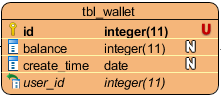 tbl_wallet
id integer(11) U
balance integer(11) N
create_time date N
user_id integer(11)